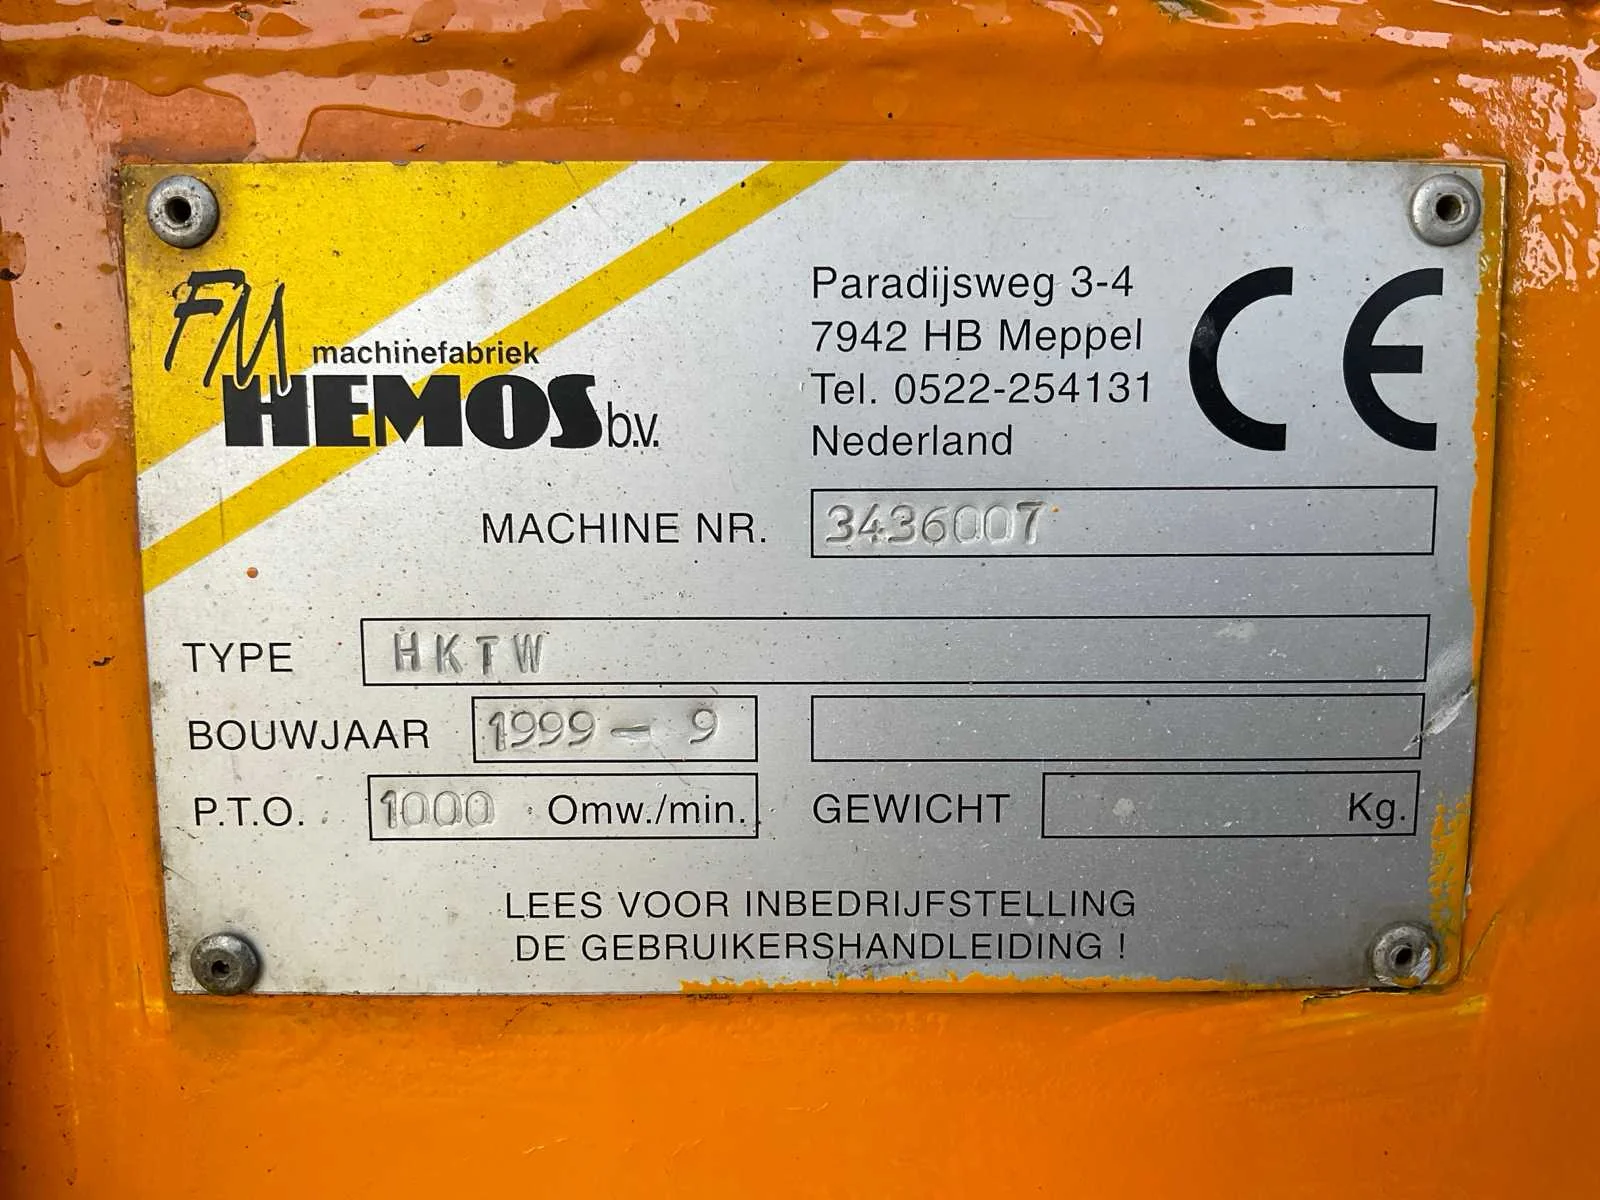 FM
machinefabriek
HEMOS b.v.
Paradijsweg 3-4
7942 HB Meppel
Tel. 0522-254131
Nederland
CE
MACHINE NR. 3436007
TYPE HKTW
BOUWJAAR 1999 - 9
P.T.O. 1000 Omw./min.
GEWICHT Kg.
LEES VOOR INBEDRIJFSTELLING
DE GEBRUIKERSHANDLEIDING !